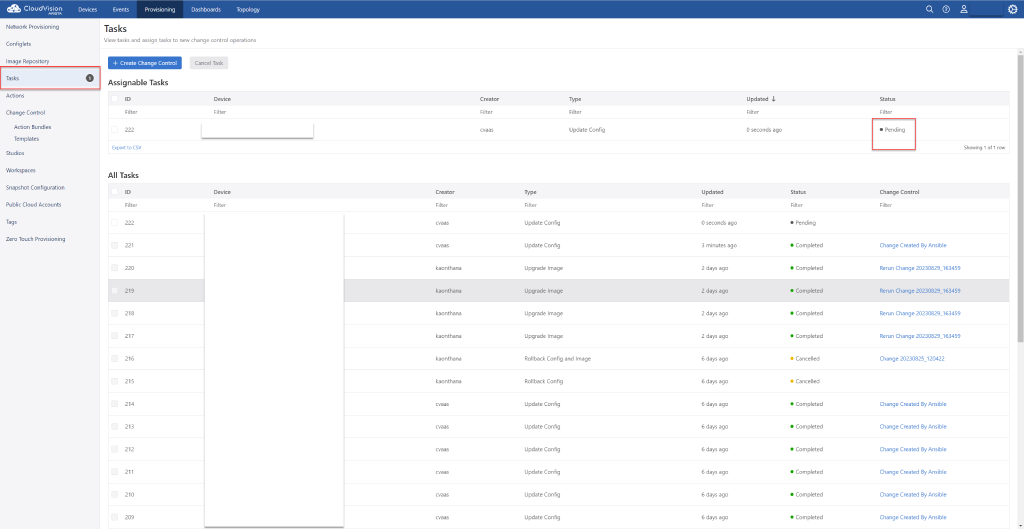 CloudVision Devices Events Provisioning Dashboards Topology
ARISTA
Network Provisioning
Configlets
Image Repository
Tasks 1
Actions
Change Control
Action Bundles
Templates
Studios
Workspaces
Snapshot Configuration
Public Cloud Accounts
Tags
Zero Touch Provisioning
Tasks
View tasks and assign tasks to new change control operations
+ Create Change Control Cancel Task
Assignable Tasks
ID Device Creator Type Updated ↓ Status
Filter Filter Filter Filter Filter Filter
222 cvaas Update Config 0 seconds ago Pending
Export to CSV Showing 1 of 1 row
All Tasks
ID Device Creator Type Updated Status Change Control
Filter Filter Filter Filter Filter Filter Filter
222 cvaas Update Config 0 seconds ago Pending
221 cvaas Update Config 3 minutes ago Completed Change Created By Ansible
220 kaonthana Upgrade Image 2 days ago Completed Rerun Change 20230829_163459
219 kaonthana Upgrade Image 2 days ago Completed Rerun Change 20230829_163459
218 kaonthana Upgrade Image 2 days ago Completed Rerun Change 20230829_163459
217 kaonthana Upgrade Image 2 days ago Completed Rerun Change 20230829_163459
216 kaonthana Rollback Config and Image 6 days ago Cancelled Change 20230825_120422
215 kaonthana Rollback Config 6 days ago Cancelled
214 cvaas Update Config 6 days ago Completed Change Created By Ansible
213 cvaas Update Config 6 days ago Completed Change Created By Ansible
212 cvaas Update Config 6 days ago Completed Change Created By Ansible
211 cvaas Update Config 6 days ago Completed Change Created By Ansible
210 cvaas Update Config 6 days ago Completed Change Created By Ansible
209 cvaas Update Config 6 days ago Completed Change Created By Ansible